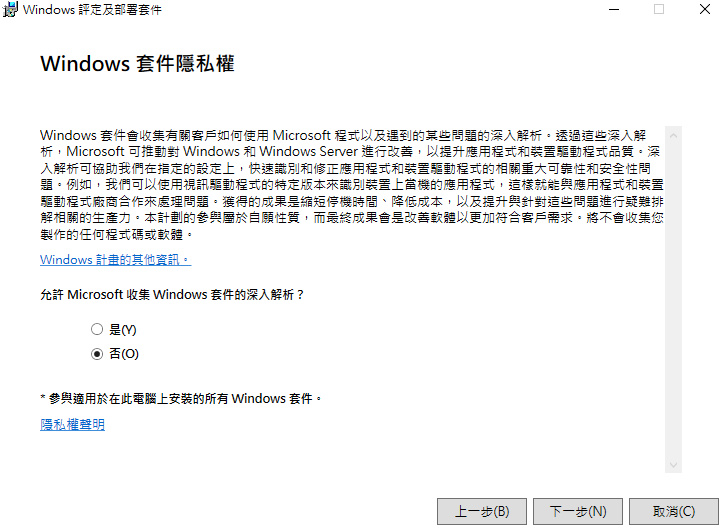 Windows 評定及部署套件
Windows 套件隱私權
Windows 套件會收集有關客戶如何使用 Microsoft 程式以及遇到的某些問題的深入解析。透過這些深入解
析，Microsoft 可推動對 Windows 和 Windows Server 進行改善，以提升應用程式和裝置驅動程式品質。深
入解析可協助我們在指定的設定上，快速識別和修正應用程式和裝置驅動程式的相關重大可靠性和安全性問
題。例如，我們可以使用視訊驅動程式的特定版本來識別裝置上當機的應用程式，這樣就能與應用程式和裝置
驅動程式廠商合作來處理問題。獲得的成果是縮短停機時間、降低成本，以及提升與針對這些問題進行疑難排
解相關的生產力。本計劃的參與屬於自願性質，而最終成果會是改善軟體以更加符合客戶需求。將不會收集您
製作的任何程式碼或軟體。
Windows 計畫的其他資訊。
允許 Microsoft 收集 Windows 套件的深入解析？
是(Y)
否(O)
* 參與適用於在此電腦上安裝的所有 Windows 套件。
隱私權聲明
上一步(B) 下一步(N) 取消(C)